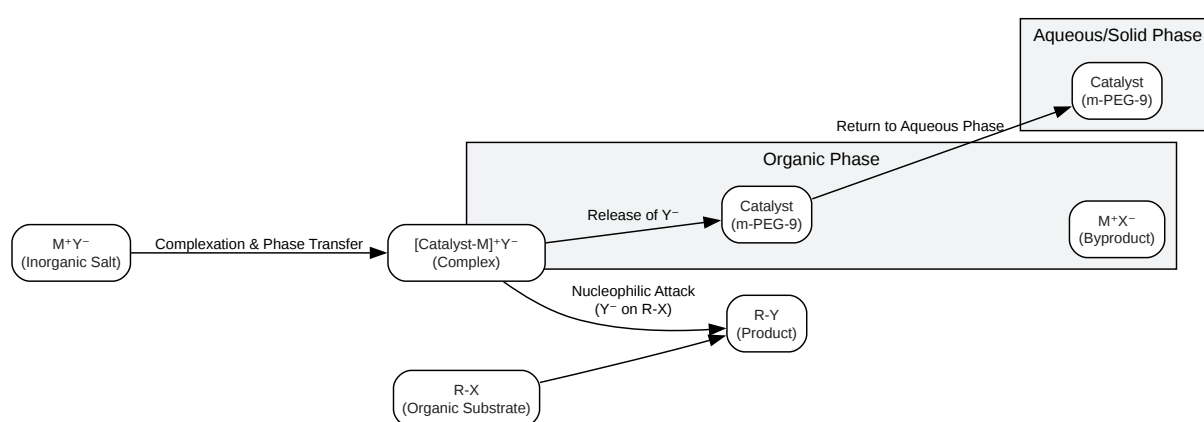 Aqueous/Solid Phase
Catalyst
(m-PEG-9)
Return to Aqueous Phase
Organic Phase
Catalyst
(m-PEG-9)
Release of Y⁻
M⁺X⁻
(Byproduct)
M⁺Y⁻
(Inorganic Salt)
Complexation & Phase Transfer
[Catalyst-M]⁺Y⁻
(Complex)
Nucleophilic Attack
(Y⁻ on R-X)
R-Y
(Product)
R-X
(Organic Substrate)